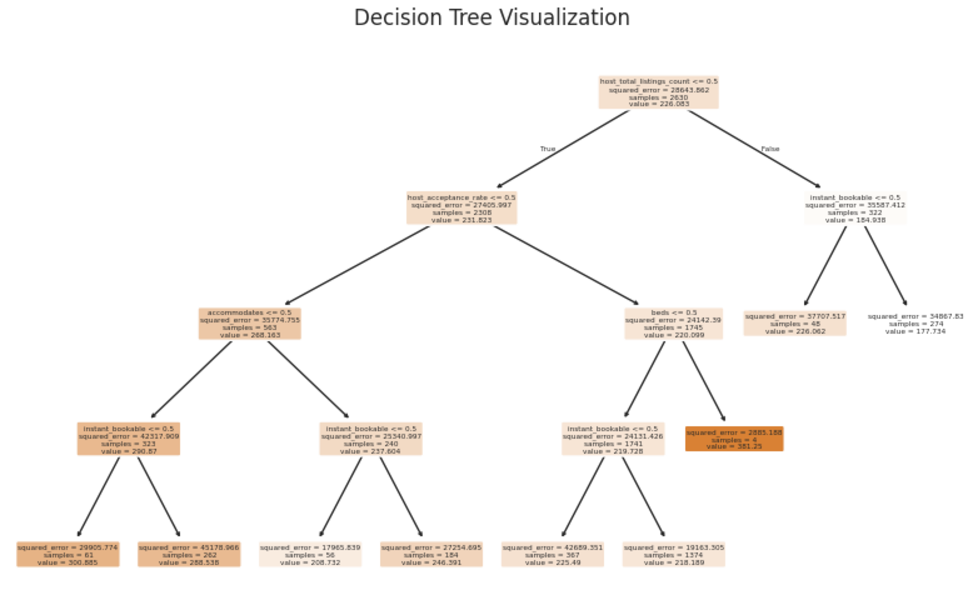 Decision Tree Visualization
host_total_listings_count <= 0.5
squared_error = 28643.862
samples = 2630
value = 226.083
True
False
host_acceptance_rate <= 0.5
squared_error = 27405.997
samples = 2308
value = 231.823
instant_bookable <= 0.5
squared_error = 35587.412
samples = 322
value = 184.938
accommodates <= 0.5
squared_error = 35774.755
samples = 563
value = 268.163
beds <= 0.5
squared_error = 24142.39
samples = 1745
value = 220.099
squared_error = 37707.517
samples = 48
value = 226.062
squared_error = 34867.83
samples = 274
value = 177.734
instant_bookable <= 0.5
squared_error = 42317.909
samples = 323
value = 290.87
instant_bookable <= 0.5
squared_error = 25340.997
samples = 240
value = 237.604
instant_bookable <= 0.5
squared_error = 24131.426
samples = 1741
value = 219.728
squared_error = 2885.188
samples = 4
value = 381.25
squared_error = 29905.774
samples = 61
value = 300.885
squared_error = 45178.966
samples = 262
value = 288.538
squared_error = 17965.839
samples = 56
value = 208.732
squared_error = 27254.695
samples = 184
value = 246.391
squared_error = 42689.351
samples = 367
value = 225.49
squared_error = 19163.305
samples = 1374
value = 218.189